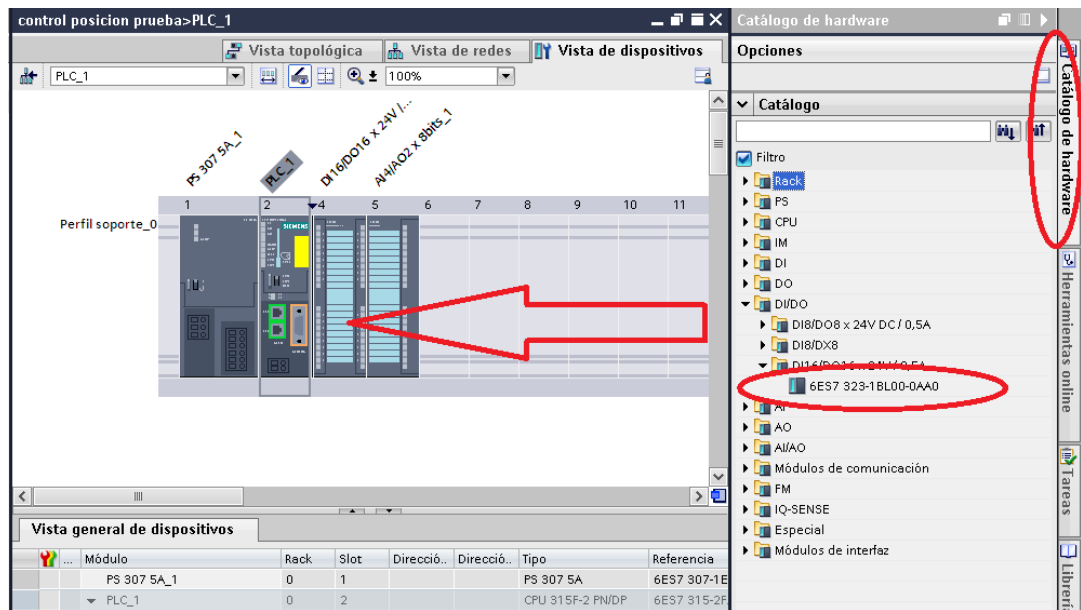 control posicion prueba>PLC_1
Catálogo de hardware
Vista topológica
Vista de redes
Vista de dispositivos
Opciones
PLC_1
100%
Catálogo
PS 307 5A_1
PLC_1
DI16/DO16 x 24V /...
AI4/AO2 x 8bits_1
Filtro
1 2 4 5 6 7 8 9 10 11
Perfil soporte_0
SIEMENS
Rack
PS
CPU
IM
DI
DO
DI/DO
DI8/DO8 x 24V DC / 0,5A
DI8/DX8
DI16/DO16 x 24V / 0,5A
6ES7 323-1BL00-0AA0
AI
AO
AI/AO
Módulos de comunicación
FM
IQ-SENSE
Especial
Módulos de interfaz
Catálogo de hardware
Herramientas online
Tareas
Librerí
Vista general de dispositivos
... Módulo Rack Slot Direcció.. Direcció.. Tipo Referencia
PS 307 5A_1 0 1 PS 307 5A 6ES7 307-1E
PLC_1 0 2 CPU 315F-2 PN/DP 6ES7 315-2F